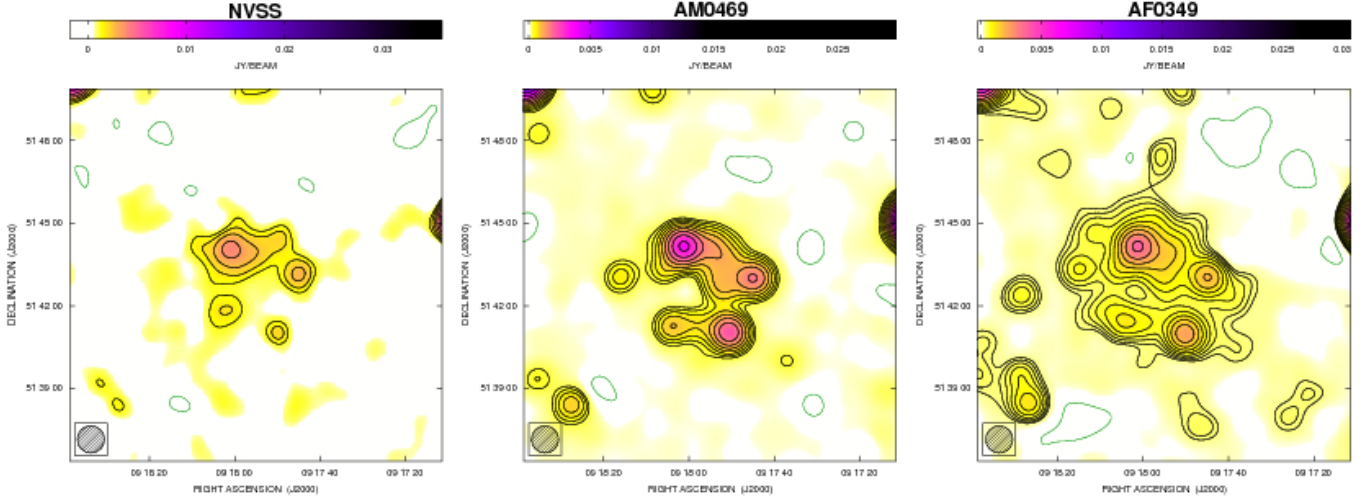 NVSS
0 0.01 0.02 0.03
JY/BEAM
DECLINATION (J2000)
51 48 00
51 45 00
51 42 00
51 39 00
09 18 20 09 18 00 09 17 40 09 17 20
RIGHT ASCENSION (J2000)
AM0469
0 0.005 0.01 0.015 0.02 0.025
JY/BEAM
DECLINATION (J2000)
51 48 00
51 45 00
51 42 00
51 39 00
09 18 20 09 18 00 09 17 40 09 17 20
RIGHT ASCENSION (J2000)
AF0349
0 0.005 0.01 0.015 0.02 0.025 0.03
JY/BEAM
DECLINATION (J2000)
51 48 00
51 45 00
51 42 00
51 39 00
09 18 20 09 18 00 09 17 40 09 17 20
RIGHT ASCENSION (J2000)